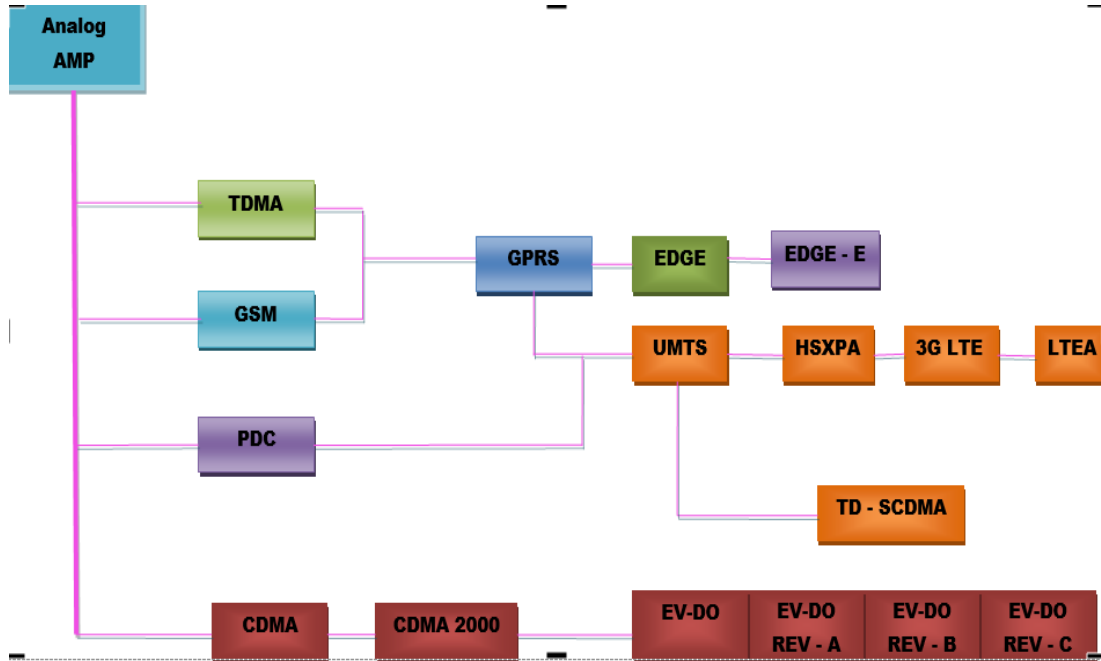 Analog
AMP
TDMA
GSM
PDC
GPRS
EDGE
EDGE - E
UMTS
HSXPA
3G LTE
LTEA
TD - SCDMA
CDMA
CDMA 2000
EV-DO
EV-DO
REV - A
EV-DO
REV - B
EV-DO
REV - C